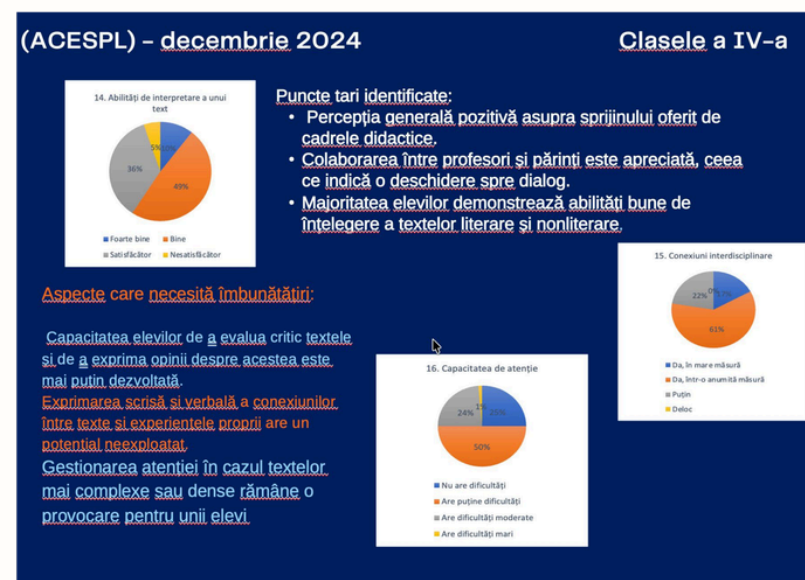 (ACESPL) – decembrie 2024
Clasele a IV-a
14. Abilități de interpretare a unui
text
5%
10%
36%
49%
Foarte bine
Bine
Satisfăcător
Nesatisfăcător
Puncte tari identificate:
• Percepția generală pozitivă asupra sprijinului oferit de
cadrele didactice.
• Colaborarea între profesori și părinți este apreciată, ceea
ce indică o deschidere spre dialog.
• Majoritatea elevilor demonstrează abilități bune de
înțelegere a textelor literare și nonliterare.
15. Conexiuni interdisciplinare
22%
0%
17%
61%
Da, în mare măsură
Da, într-o anumită măsură
Puțin
Deloc
Aspecte care necesită îmbunătățiri:
Capacitatea elevilor de a evalua critic textele
și de a exprima opinii despre acestea este
mai puțin dezvoltată.
Exprimarea scrisă și verbală a conexiunilor
între texte și experiențele proprii are un
potențial neexploatat.
Gestionarea atenției în cazul textelor
mai complexe sau dense rămâne o
provocare pentru unii elevi
16. Capacitatea de atenție
24%
1%
25%
50%
Nu are dificultăți
Are puține dificultăți
Are dificultăți moderate
Are dificultăți mari